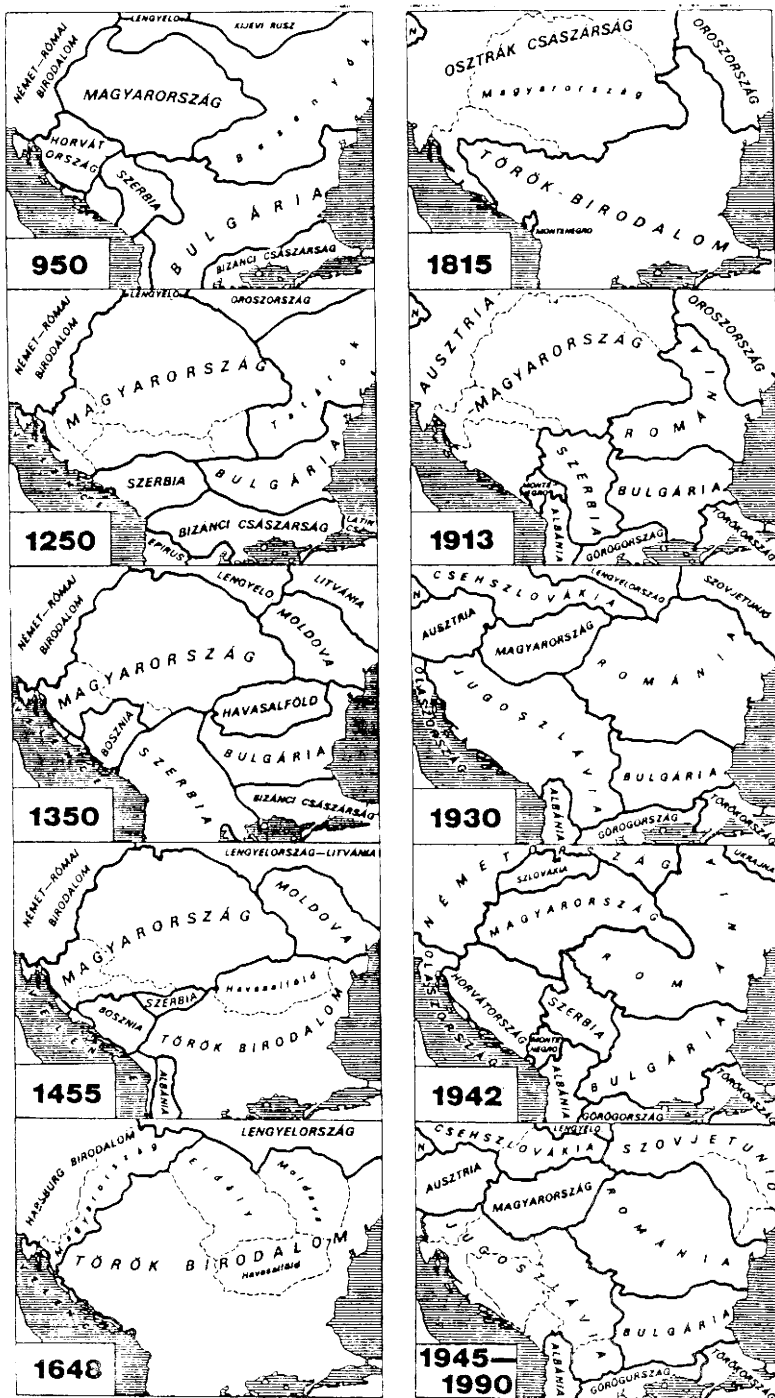 NÉMET–RÓMAI BIRODALOM
LENGYELO
KIJEVI RUSZ
MAGYARORSZÁG
Besenyők
HORVÁTORSZÁG
SZERBIA
BULGÁRIA
BIZÁNCI CSÁSZÁRSÁG
950
NÉMET–RÓMAI BIRODALOM
LENGYELO
OROSZORSZÁG
MAGYARORSZÁG
Tatárok
VELENCE
SZERBIA
BULGÁRIA
BIZÁNCI CSÁSZÁRSÁG
LATIN CS.
EPIRUS
1250
NÉMET–RÓMAI BIRODALOM
LENGYELO
LITVÁNIA
MOLDOVA
MAGYARORSZÁG
HAVASALFÖLD
BOSZNIA
SZERBIA
BULGÁRIA
BIZÁNCI CSÁSZÁRSÁG
1350
NÉMET–RÓMAI BIRODALOM
LENGYELORSZÁG–LITVÁNIA
MOLDOVA
MAGYARORSZÁG
Havasalföld
SZERBIA
BOSZNIA
VELENCE
TÖRÖK BIRODALOM
ALBÁNIA
1455
HABSBURG BIRODALOM
LENGYELORSZÁG
Magyarország
Erdély
Moldova
TÖRÖK BIRODALOM
Havasalföld
1648
N
OSZTRÁK CSÁSZÁRSÁG
OROSZORSZÁG
Magyarország
TÖRÖK-BIRODALOM
MONTENEGRO
1815
N
AUSZTRIA
OROSZORSZÁG
MAGYARORSZÁG
ROMÁNIA
SZERBIA
MONTENEGRO
BULGÁRIA
ALBÁNIA
GÖRÖGORSZÁG
TÖRÖKORSZÁG
1913
N
CSEHSZLOVÁKIA
LENGYELORSZÁG
SZOVJETUNIÓ
AUSZTRIA
MAGYARORSZÁG
ROMÁNIA
OLASZORSZÁG
JUGOSZLÁVIA
BULGÁRIA
ALBÁNIA
GÖRÖGORSZÁG
TÖRÖKORSZÁG
1930
NÉMETORSZÁG
SZLOVÁKIA
UKRAJNA
MAGYARORSZÁG
ROMÁNIA
OLASZORSZÁG
HORVÁTORSZÁG
SZERBIA
MONTENEGRO
BULGÁRIA
ALBÁNIA
GÖRÖGORSZÁG
TÖRÖKORSZÁG
1942
N
CSEHSZLOVÁKIA
LENGYELO
SZOVJETUNIÓ
AUSZTRIA
MAGYARORSZÁG
ROMÁNIA
JUGOSZLÁVIA
BULGÁRIA
ALBÁNIA
GÖRÖGORSZÁG
TÖRÖKORSZÁG
1945—
1990